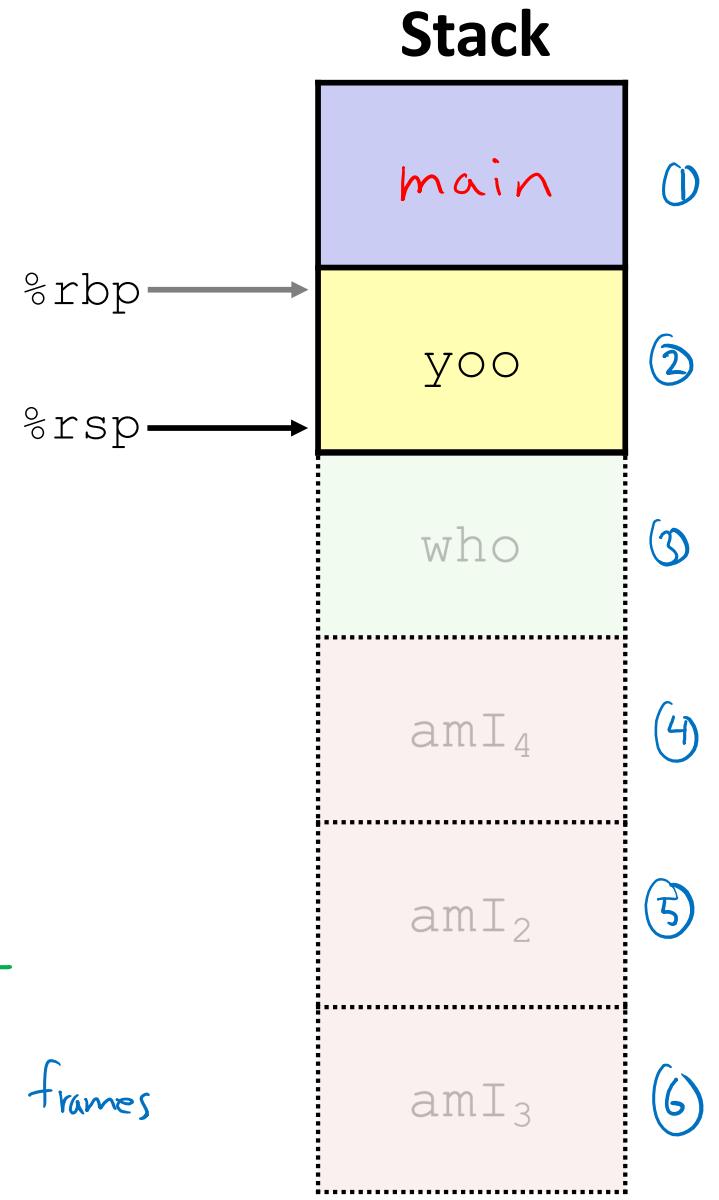 Stack
main ①
%rbp
yoo ②
%rsp
who ③
amI₄ ④
amI₂ ⑤
frames
amI₃ ⑥